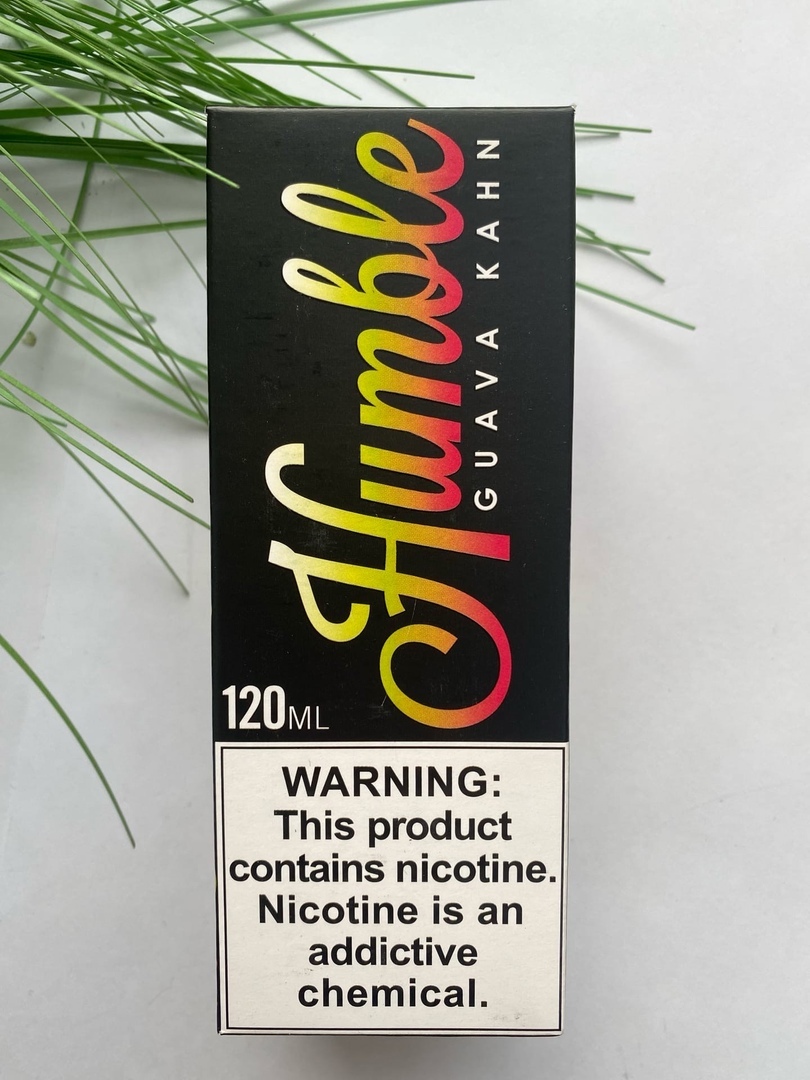 Humble
GUAVA KAHN
120ML
WARNING:
This product
contains nicotine.
Nicotine is an
addictive
chemical.